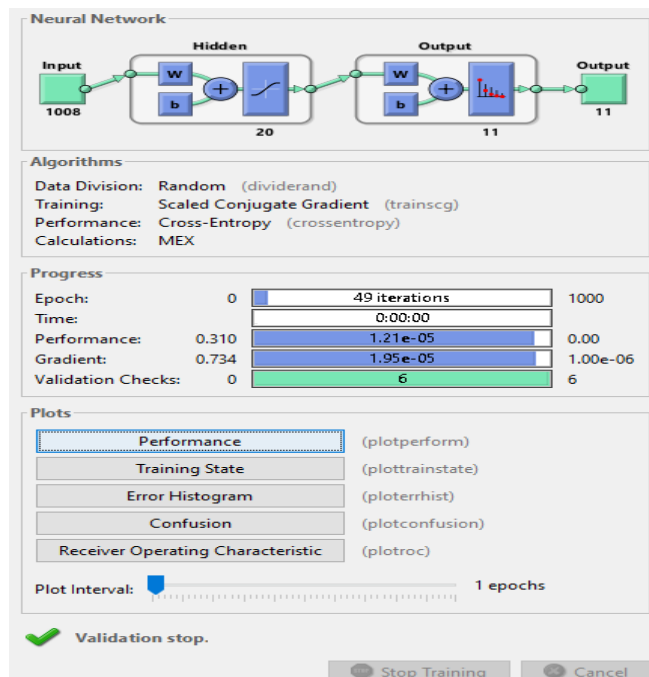 Neural Network
Hidden Output
Input Output
W W
+ +
b b
1008 20 11 11
Algorithms
Data Division: Random (dividerand)
Training: Scaled Conjugate Gradient (trainscg)
Performance: Cross-Entropy (crossentropy)
Calculations: MEX
Progress
Epoch: 0 49 iterations 1000
Time: 0:00:00
Performance: 0.310 1.21e-05 0.00
Gradient: 0.734 1.95e-05 1.00e-06
Validation Checks: 0 6 6
Plots
Performance (plotperform)
Training State (plottrainstate)
Error Histogram (ploterrhist)
Confusion (plotconfusion)
Receiver Operating Characteristic (plotroc)
Plot Interval: 1 epochs
Validation stop.
Stop Training Cancel